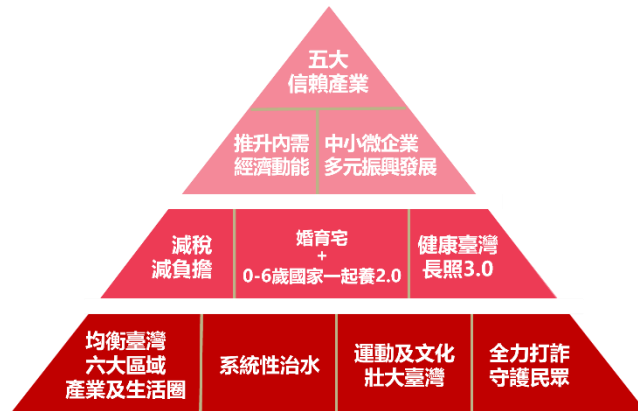 五大
信賴產業
推升內需
經濟動能
中小微企業
多元振興發展
減稅
減負擔
婚育宅
+
0-6歲國家一起養2.0
健康臺灣
長照3.0
均衡臺灣
六大區域
產業及生活圈
系統性治水
運動及文化
壯大臺灣
全力打詐
守護民眾